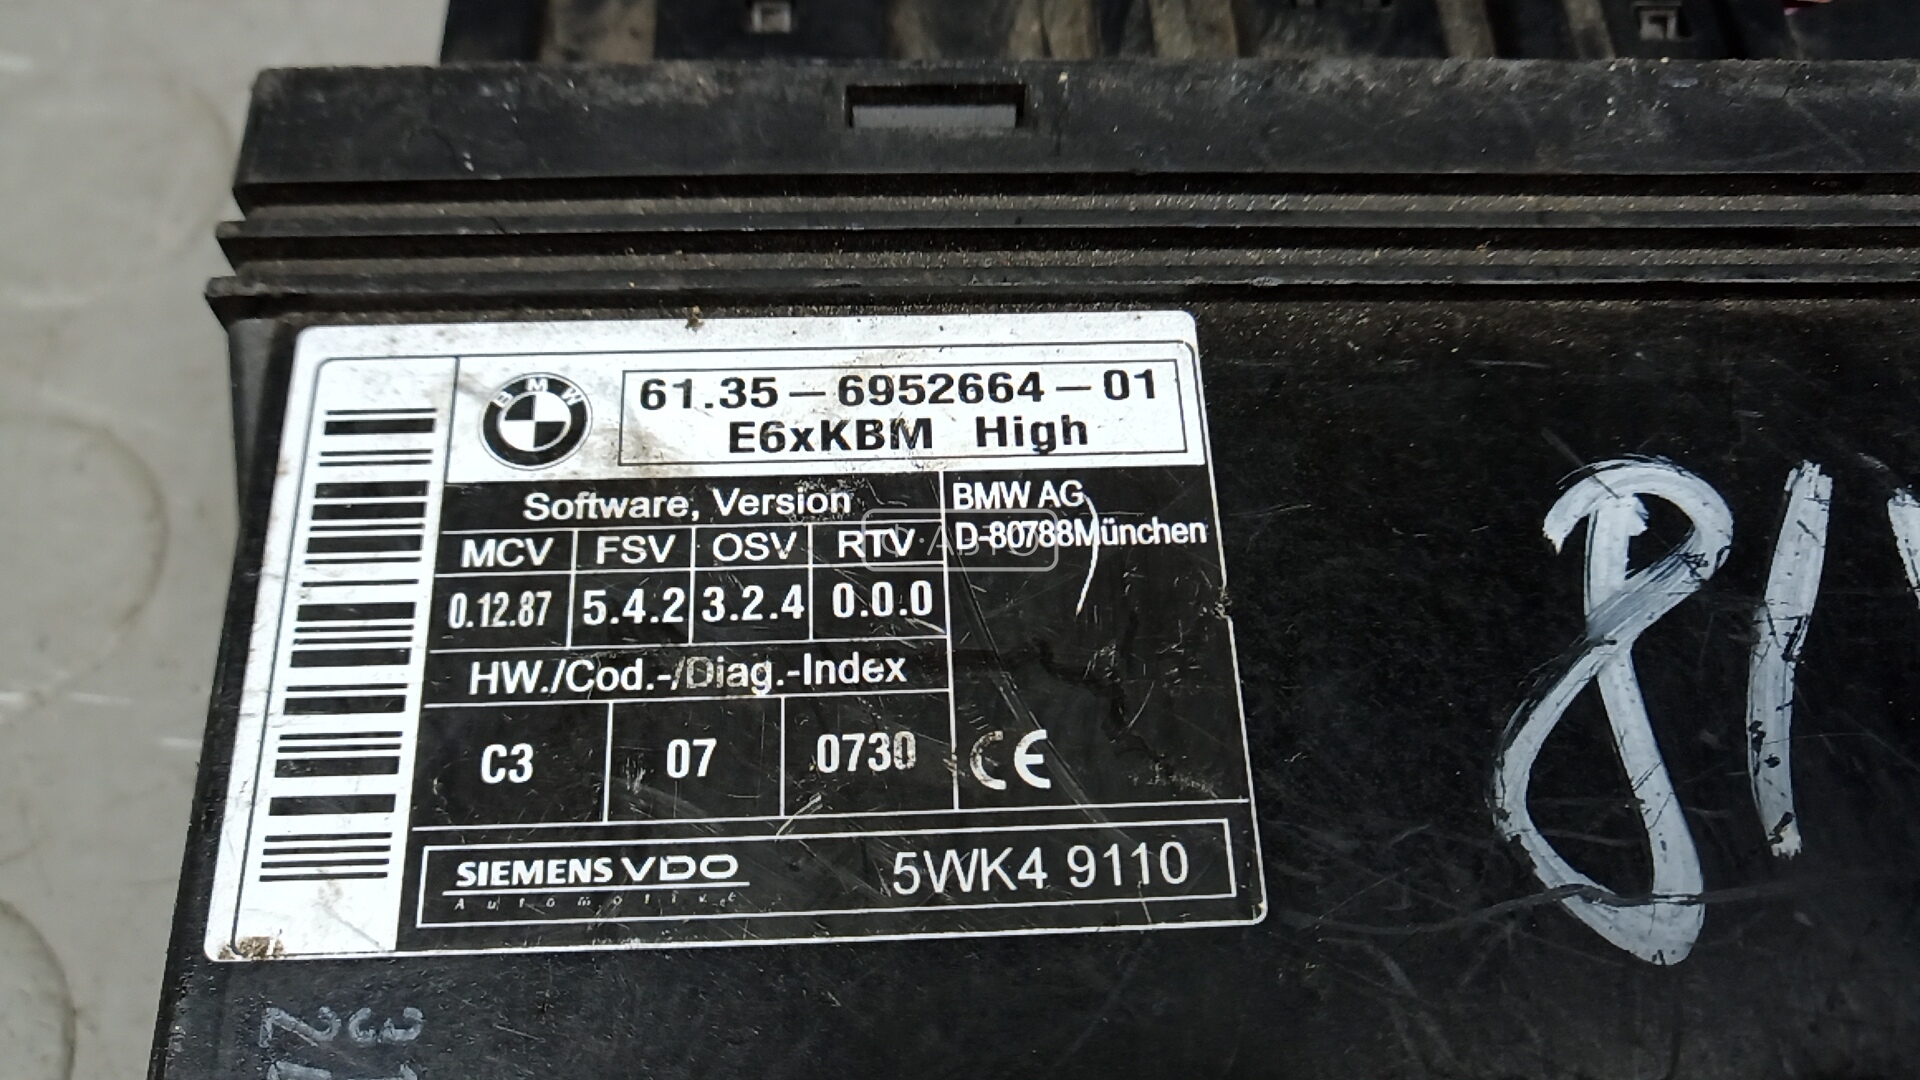 BMW
61.35-6952664-01
E6xKBM High
Software, Version
MCV FSV OSV RTV
0.12.87 5.4.2 3.2.4 0.0.0
HW./Cod.-/Diag.-Index
C3 07 0730
BMW AG
D-80788München
CE
SIEMENS VDO
Automotive
5WK4 9110
АВТО
81